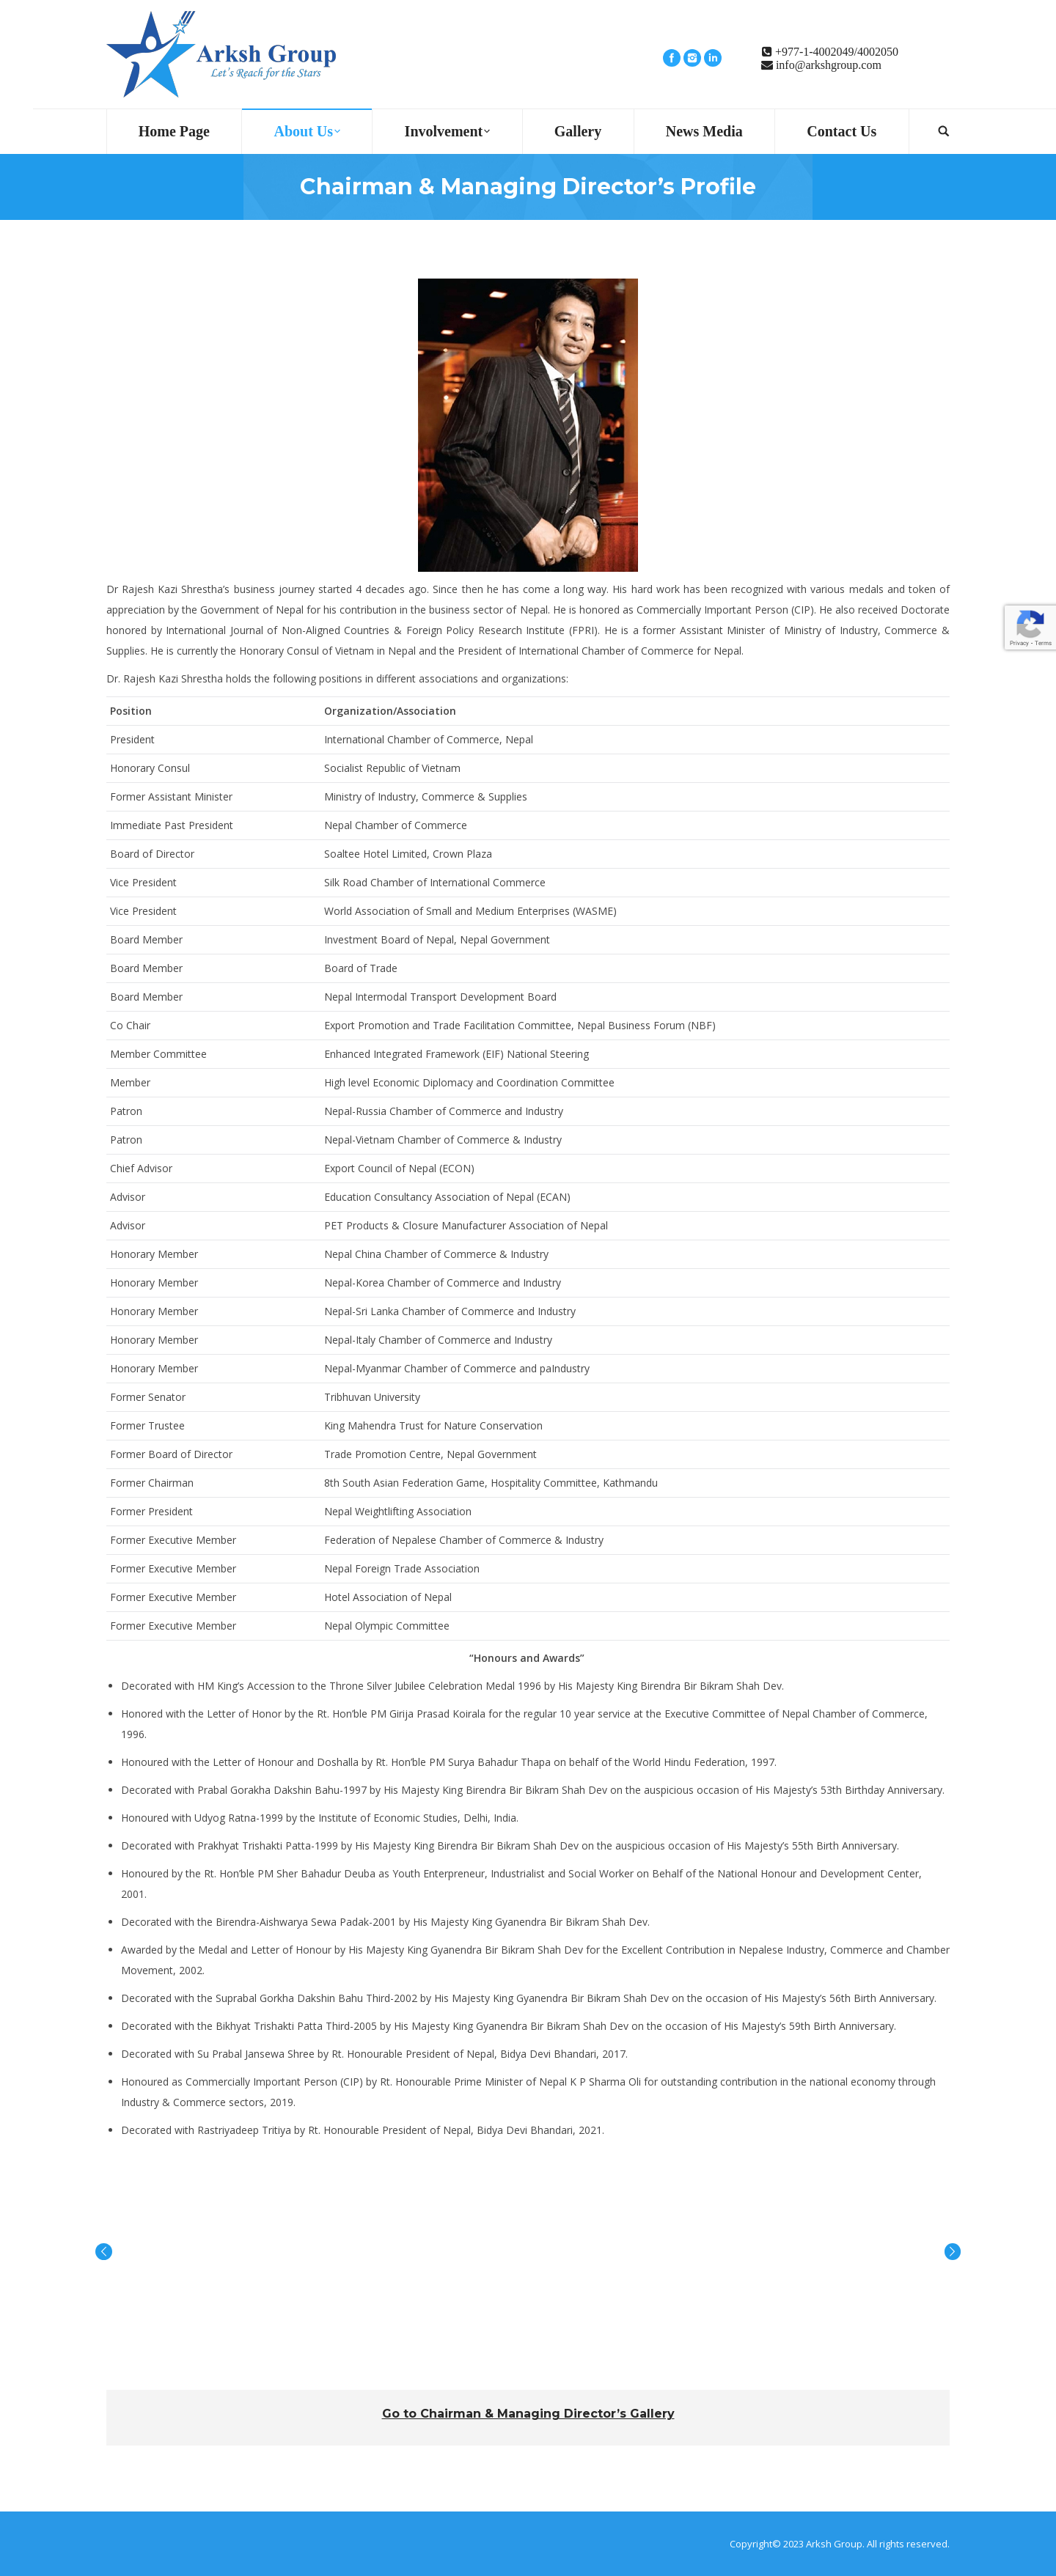 Arksh Group
Let's Reach for the Stars
+977-1-4002049/4002050
info@arkshgroup.com
Home Page
About Us
Involvement
Gallery
News Media
Contact Us
Chairman & Managing Director’s Profile
Dr Rajesh Kazi Shrestha’s business journey started 4 decades ago. Since then he has come a long way. His hard work has been recognized with various medals and token of
appreciation by the Government of Nepal for his contribution in the business sector of Nepal. He is honored as Commercially Important Person (CIP). He also received Doctorate
honored by International Journal of Non-Aligned Countries & Foreign Policy Research Institute (FPRI). He is a former Assistant Minister of Ministry of Industry, Commerce &
Supplies. He is currently the Honorary Consul of Vietnam in Nepal and the President of International Chamber of Commerce for Nepal.
Privacy - Terms
Dr. Rajesh Kazi Shrestha holds the following positions in different associations and organizations:
Position Organization/Association
President International Chamber of Commerce, Nepal
Honorary Consul Socialist Republic of Vietnam
Former Assistant Minister Ministry of Industry, Commerce & Supplies
Immediate Past President Nepal Chamber of Commerce
Board of Director Soaltee Hotel Limited, Crown Plaza
Vice President Silk Road Chamber of International Commerce
Vice President World Association of Small and Medium Enterprises (WASME)
Board Member Investment Board of Nepal, Nepal Government
Board Member Board of Trade
Board Member Nepal Intermodal Transport Development Board
Co Chair Export Promotion and Trade Facilitation Committee, Nepal Business Forum (NBF)
Member Committee Enhanced Integrated Framework (EIF) National Steering
Member High level Economic Diplomacy and Coordination Committee
Patron Nepal-Russia Chamber of Commerce and Industry
Patron Nepal-Vietnam Chamber of Commerce & Industry
Chief Advisor Export Council of Nepal (ECON)
Advisor Education Consultancy Association of Nepal (ECAN)
Advisor PET Products & Closure Manufacturer Association of Nepal
Honorary Member Nepal China Chamber of Commerce & Industry
Honorary Member Nepal-Korea Chamber of Commerce and Industry
Honorary Member Nepal-Sri Lanka Chamber of Commerce and Industry
Honorary Member Nepal-Italy Chamber of Commerce and Industry
Honorary Member Nepal-Myanmar Chamber of Commerce and paIndustry
Former Senator Tribhuvan University
Former Trustee King Mahendra Trust for Nature Conservation
Former Board of Director Trade Promotion Centre, Nepal Government
Former Chairman 8th South Asian Federation Game, Hospitality Committee, Kathmandu
Former President Nepal Weightlifting Association
Former Executive Member Federation of Nepalese Chamber of Commerce & Industry
Former Executive Member Nepal Foreign Trade Association
Former Executive Member Hotel Association of Nepal
Former Executive Member Nepal Olympic Committee
“Honours and Awards”
Decorated with HM King’s Accession to the Throne Silver Jubilee Celebration Medal 1996 by His Majesty King Birendra Bir Bikram Shah Dev.
Honored with the Letter of Honor by the Rt. Hon’ble PM Girija Prasad Koirala for the regular 10 year service at the Executive Committee of Nepal Chamber of Commerce,
1996.
Honoured with the Letter of Honour and Doshalla by Rt. Hon’ble PM Surya Bahadur Thapa on behalf of the World Hindu Federation, 1997.
Decorated with Prabal Gorakha Dakshin Bahu-1997 by His Majesty King Birendra Bir Bikram Shah Dev on the auspicious occasion of His Majesty’s 53th Birthday Anniversary.
Honoured with Udyog Ratna-1999 by the Institute of Economic Studies, Delhi, India.
Decorated with Prakhyat Trishakti Patta-1999 by His Majesty King Birendra Bir Bikram Shah Dev on the auspicious occasion of His Majesty’s 55th Birth Anniversary.
Honoured by the Rt. Hon’ble PM Sher Bahadur Deuba as Youth Enterpreneur, Industrialist and Social Worker on Behalf of the National Honour and Development Center,
2001.
Decorated with the Birendra-Aishwarya Sewa Padak-2001 by His Majesty King Gyanendra Bir Bikram Shah Dev.
Awarded by the Medal and Letter of Honour by His Majesty King Gyanendra Bir Bikram Shah Dev for the Excellent Contribution in Nepalese Industry, Commerce and Chamber
Movement, 2002.
Decorated with the Suprabal Gorkha Dakshin Bahu Third-2002 by His Majesty King Gyanendra Bir Bikram Shah Dev on the occasion of His Majesty’s 56th Birth Anniversary.
Decorated with the Bikhyat Trishakti Patta Third-2005 by His Majesty King Gyanendra Bir Bikram Shah Dev on the occasion of His Majesty’s 59th Birth Anniversary.
Decorated with Su Prabal Jansewa Shree by Rt. Honourable President of Nepal, Bidya Devi Bhandari, 2017.
Honoured as Commercially Important Person (CIP) by Rt. Honourable Prime Minister of Nepal K P Sharma Oli for outstanding contribution in the national economy through
Industry & Commerce sectors, 2019.
Decorated with Rastriyadeep Tritiya by Rt. Honourable President of Nepal, Bidya Devi Bhandari, 2021.
Go to Chairman & Managing Director’s Gallery
Copyright© 2023 Arksh Group. All rights reserved.